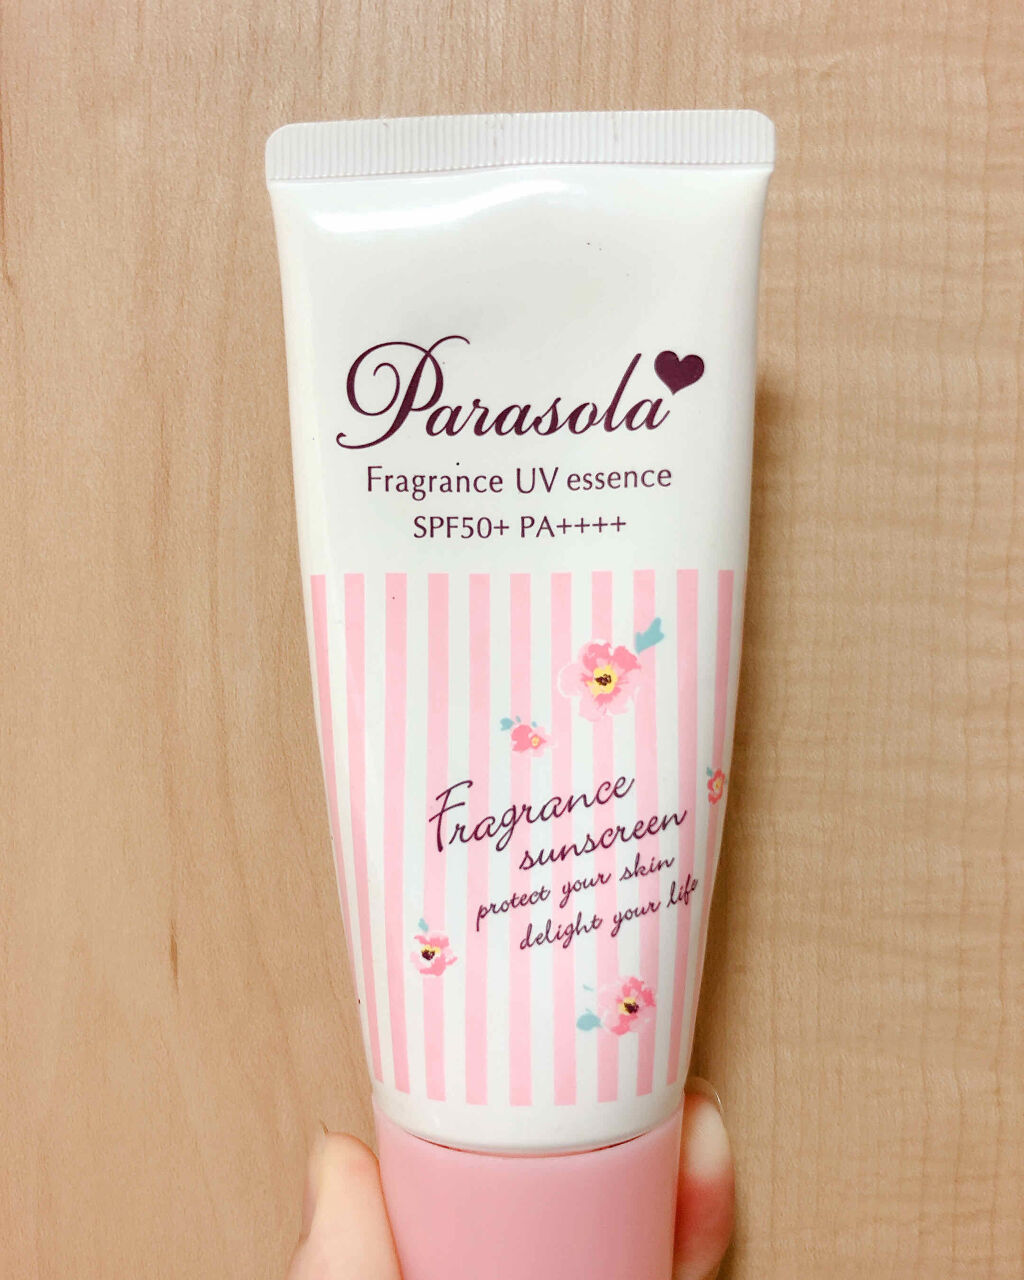 Parasola
Fragrance UV essence
SPF50+ PA++++
Fragrance
sunscreen
protect your skin
delight your life